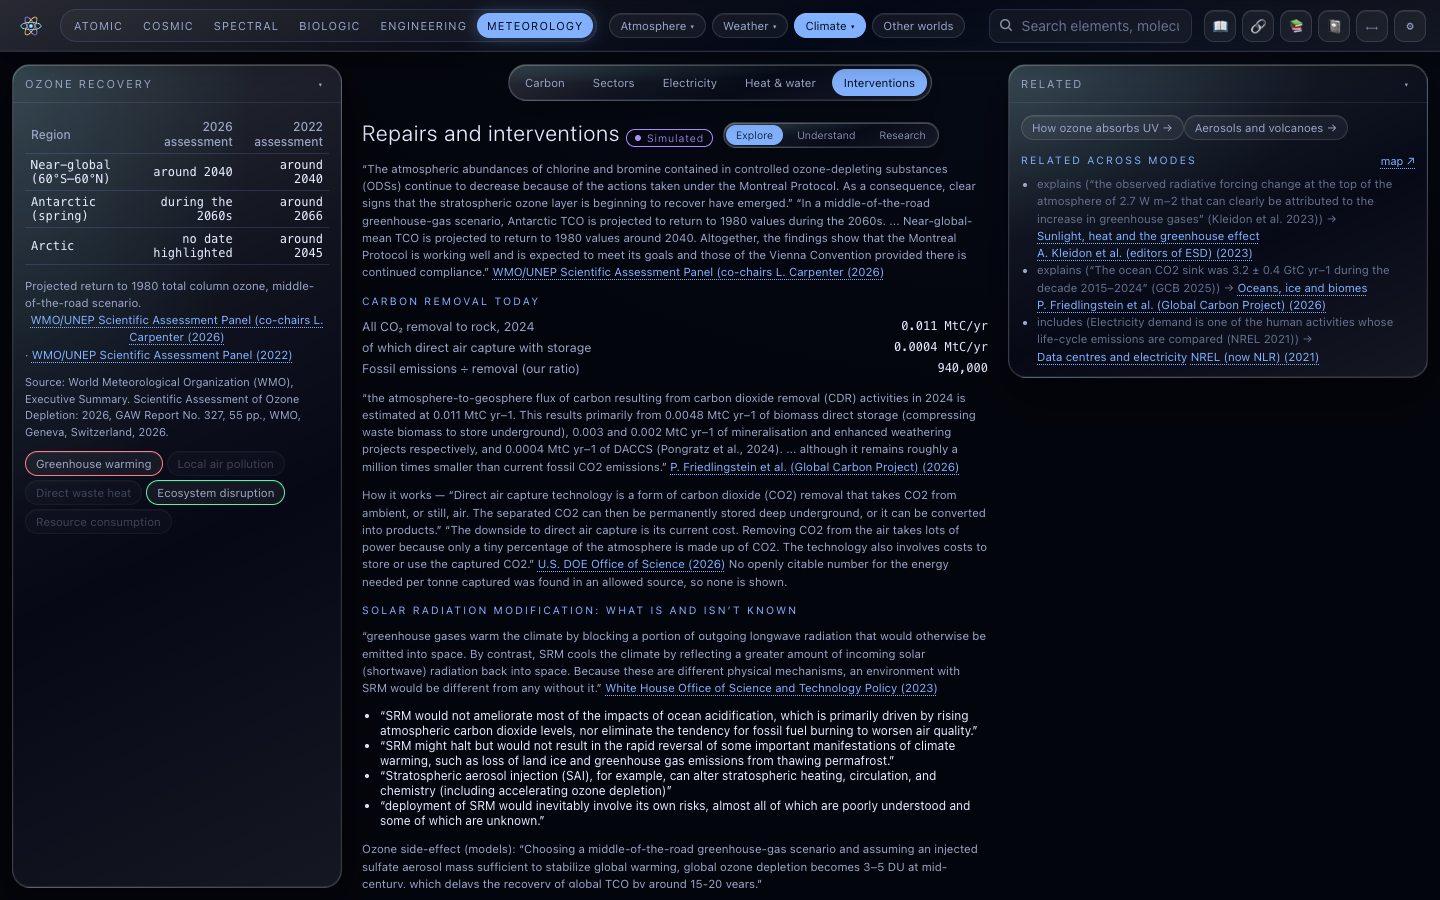 ATOMIC COSMIC SPECTRAL BIOLOGIC ENGINEERING METEOROLOGY Atmosphere ▾ Weather ▾ Climate ▾ Other worlds Search elements, molecu
OZONE RECOVERY
Region 2026 assessment 2022 assessment
Near-global (60°S–60°N) around 2040 around 2040
Antarctic (spring) during the 2060s around 2066
Arctic no date highlighted around 2045
Projected return to 1980 total column ozone, middle-
of-the-road scenario.
WMO/UNEP Scientific Assessment Panel (co-chairs L.
Carpenter (2026)
· WMO/UNEP Scientific Assessment Panel (2022)
Source: World Meteorological Organization (WMO),
Executive Summary. Scientific Assessment of Ozone
Depletion: 2026, GAW Report No. 327, 55 pp., WMO,
Geneva, Switzerland, 2026.
Greenhouse warming Local air pollution
Direct waste heat Ecosystem disruption
Resource consumption
Carbon Sectors Electricity Heat & water Interventions
Repairs and interventions Simulated Explore Understand Research
“The atmospheric abundances of chlorine and bromine contained in controlled ozone-depleting substances
(ODSs) continue to decrease because of the actions taken under the Montreal Protocol. As a consequence, clear
signs that the stratospheric ozone layer is beginning to recover have emerged.” “In a middle-of-the-road
greenhouse-gas scenario, Antarctic TCO is projected to return to 1980 values during the 2060s. … Near-global-
mean TCO is projected to return to 1980 values around 2040. Altogether, the findings show that the Montreal
Protocol is working well and is expected to meet its goals and those of the Vienna Convention provided there is
continued compliance.” WMO/UNEP Scientific Assessment Panel (co-chairs L. Carpenter (2026)
CARBON REMOVAL TODAY
All CO₂ removal to rock, 2024 0.011 MtC/yr
of which direct air capture with storage 0.0004 MtC/yr
Fossil emissions ÷ removal (our ratio) 940,000
“the atmosphere-to-geosphere flux of carbon resulting from carbon dioxide removal (CDR) activities in 2024 is
estimated at 0.011 MtC yr−1. This results primarily from 0.0048 MtC yr−1 of biomass direct storage (compressing
waste biomass to store underground), 0.003 and 0.002 MtC yr−1 of mineralisation and enhanced weathering
projects respectively, and 0.0004 MtC yr−1 of DACCS (Pongratz et al., 2024). … although it remains roughly a
million times smaller than current fossil CO2 emissions.” P. Friedlingstein et al. (Global Carbon Project) (2026)
How it works — “Direct air capture technology is a form of carbon dioxide (CO2) removal that takes CO2 from
ambient, or still, air. The separated CO2 can then be permanently stored deep underground, or it can be converted
into products.” “The downside to direct air capture is its current cost. Removing CO2 from the air takes lots of
power because only a tiny percentage of the atmosphere is made up of CO2. The technology also involves costs to
store or use the captured CO2.” U.S. DOE Office of Science (2026) No openly citable number for the energy
needed per tonne captured was found in an allowed source, so none is shown.
SOLAR RADIATION MODIFICATION: WHAT IS AND ISN’T KNOWN
“greenhouse gases warm the climate by blocking a portion of outgoing longwave radiation that would otherwise be
emitted into space. By contrast, SRM cools the climate by reflecting a greater amount of incoming solar
(shortwave) radiation back into space. Because these are different physical mechanisms, an environment with
SRM would be different from any without it.” White House Office of Science and Technology Policy (2023)
• “SRM would not ameliorate most of the impacts of ocean acidification, which is primarily driven by rising
atmospheric carbon dioxide levels, nor eliminate the tendency for fossil fuel burning to worsen air quality.”
• “SRM might halt but would not result in the rapid reversal of some important manifestations of climate
warming, such as loss of land ice and greenhouse gas emissions from thawing permafrost.”
• “Stratospheric aerosol injection (SAI), for example, can alter stratospheric heating, circulation, and
chemistry (including accelerating ozone depletion)”
• “deployment of SRM would inevitably involve its own risks, almost all of which are poorly understood and
some of which are unknown.”
Ozone side-effect (models): “Choosing a middle-of-the-road greenhouse-gas scenario and assuming an injected
sulfate aerosol mass sufficient to stabilize global warming, global ozone depletion becomes 3–5 DU at mid-
century, which delays the recovery of global TCO by around 15-20 years.”
RELATED
How ozone absorbs UV → Aerosols and volcanoes →
RELATED ACROSS MODES map ↗
• explains (“the observed radiative forcing change at the top of the
atmosphere of 2.7 W m−2 that can clearly be attributed to the
increase in greenhouse gases” (Kleidon et al. 2023)) →
Sunlight, heat and the greenhouse effect
A. Kleidon et al. (editors of ESD) (2023)
• explains (“The ocean CO2 sink was 3.2 ± 0.4 GtC yr−1 during the
decade 2015–2024” (GCB 2025)) → Oceans, ice and biomes
P. Friedlingstein et al. (Global Carbon Project) (2026)
• includes (Electricity demand is one of the human activities whose
life-cycle emissions are compared (NREL 2021)) →
Data centres and electricity NREL (now NLR) (2021)